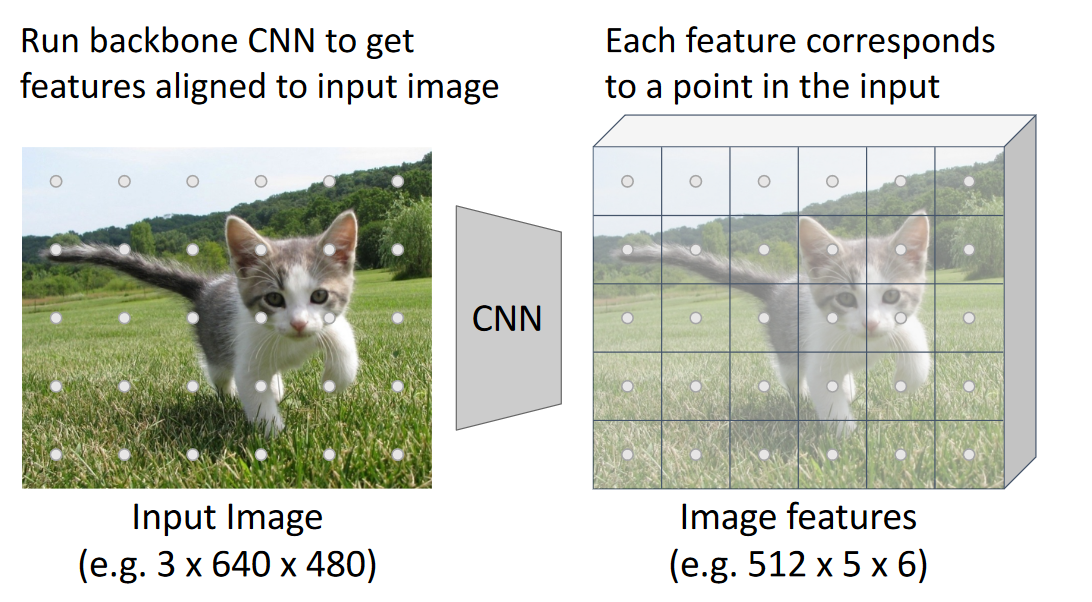 Run backbone CNN to get
features aligned to input image
Each feature corresponds
to a point in the input
CNN
Input Image
(e.g. 3 x 640 x 480)
Image features
(e.g. 512 x 5 x 6)